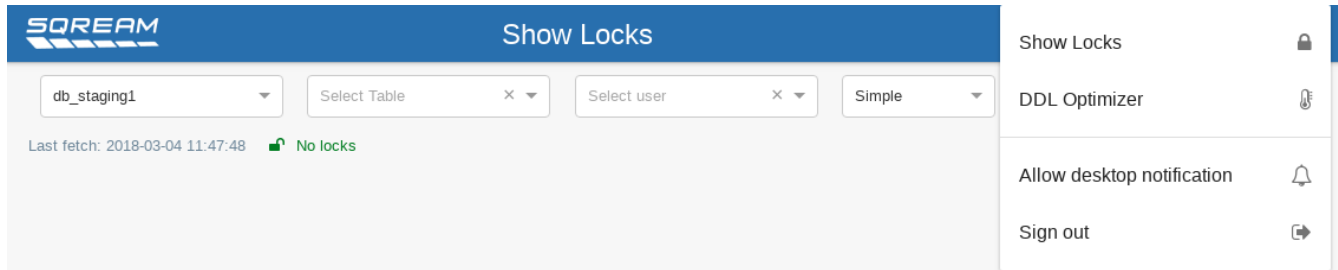 SQREAM
Show Locks
db_staging1
Select Table
Select user
Simple
Last fetch: 2018-03-04 11:47:48
No locks
Show Locks
DDL Optimizer
Allow desktop notification
Sign out